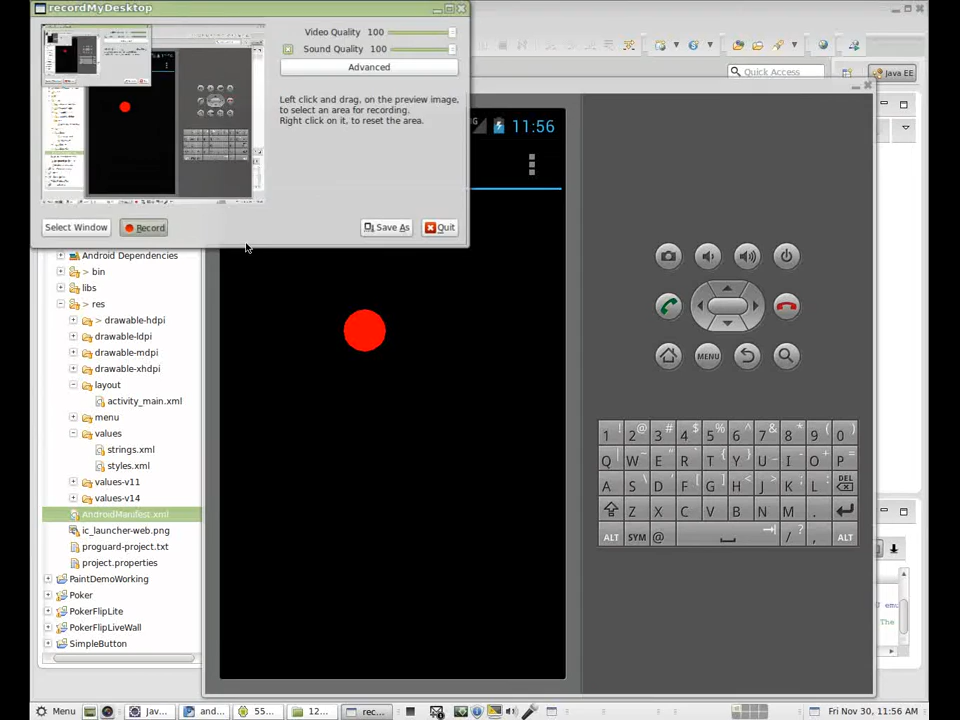 recordMyDesktop
Video Quality 100
Sound Quality 100
Advanced
Left click and drag, on the preview image,
to select an area for recording.
Right click on it, to reset the area.
Select Window
Record
Save As
Quit
Quick Access
Java EE
11:56
Android Dependencies
> bin
libs
> res
> drawable-hdpi
drawable-ldpi
drawable-mdpi
drawable-xhdpi
layout
activity_main.xml
menu
values
strings.xml
styles.xml
values-v11
values-v14
AndroidManifest.xml
ic_launcher-web.png
proguard-project.txt
project.properties
PaintDemoWorking
Poker
PokerFlipLite
PokerFlipLiveWall
SimpleButton
MENU
1 ! 2 @ 3 # 4 $ 5 % 6 ^ 7 & 8 * 9 ( 0 )
Q W E R T Y U I O P
A S D F G H J K L DEL
Z X C V B N M .
ALT SYM @ / ? , ALT
emu
The
Menu
Jav...
and...
55...
12...
rec...
Fri Nov 30, 11:56 AM